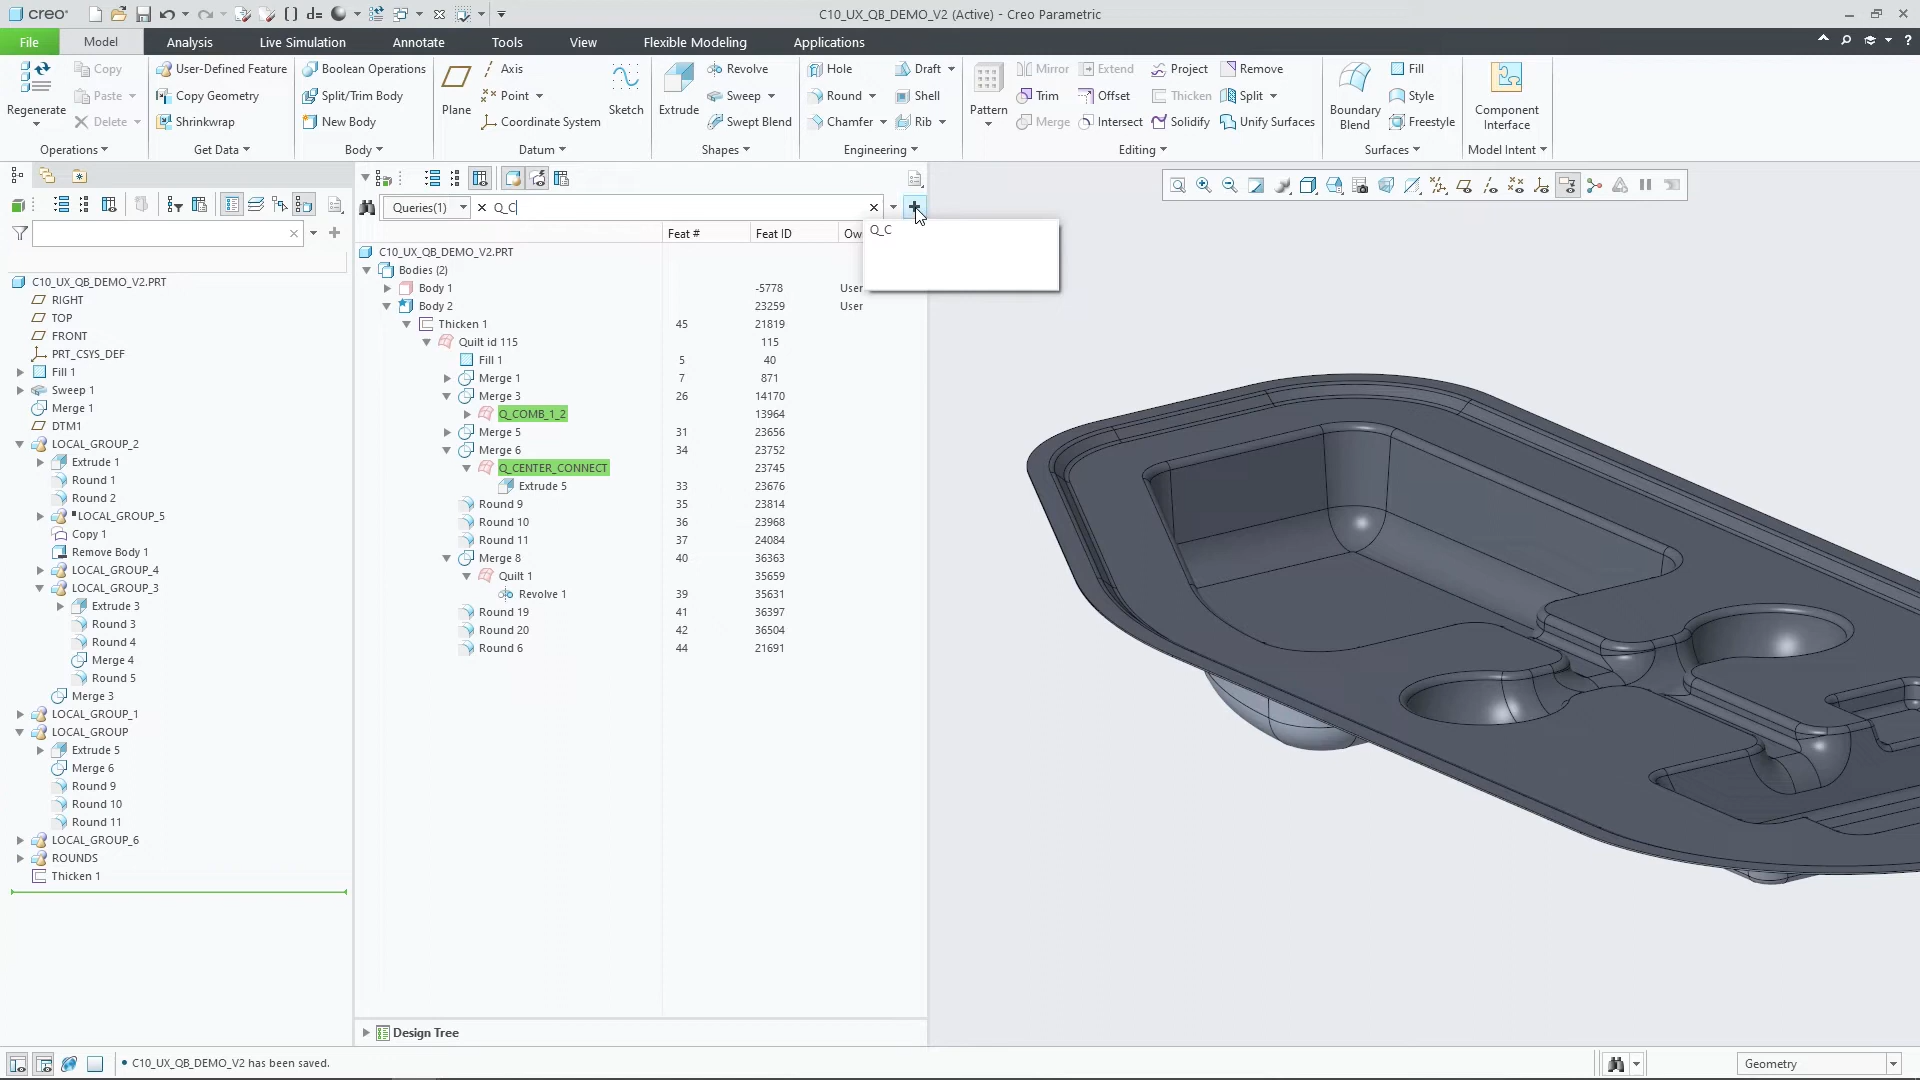 creo
d=
C10_UX_QB_DEMO_V2 (Active) - Creo Parametric
File Model Analysis Live Simulation Annotate Tools View Flexible Modeling Applications
Regenerate
Copy
Paste
Delete
Operations
User-Defined Feature
Copy Geometry
Shrinkwrap
Get Data
Boolean Operations
Split/Trim Body
New Body
Body
Plane
Axis
Point
Coordinate System
Sketch
Datum
Extrude
Revolve
Sweep
Swept Blend
Shapes
Hole
Round
Chamfer
Draft
Shell
Rib
Engineering
Pattern
Mirror Extend Project Remove
Trim Offset Thicken Split
Merge Intersect Solidify Unify Surfaces
Editing
Boundary
Blend
Fill
Style
Freestyle
Surfaces
Component
Interface
Model Intent
C10_UX_QB_DEMO_V2.PRT
RIGHT
TOP
FRONT
PRT_CSYS_DEF
Fill 1
Sweep 1
Merge 1
DTM1
LOCAL_GROUP_2
Extrude 1
Round 1
Round 2
LOCAL_GROUP_5
Copy 1
Remove Body 1
LOCAL_GROUP_4
LOCAL_GROUP_3
Extrude 3
Round 3
Round 4
Merge 4
Round 5
Merge 3
LOCAL_GROUP_1
LOCAL_GROUP
Extrude 5
Merge 6
Round 9
Round 10
Round 11
LOCAL_GROUP_6
ROUNDS
Thicken 1
Queries(1) Q_C
Q_C
Feat # Feat ID Ow
C10_UX_QB_DEMO_V2.PRT
Bodies (2)
Body 1 -5778 User
Body 2 23259 User
Thicken 1 45 21819
Quilt id 115 115
Fill 1 5 40
Merge 1 7 871
Merge 3 26 14170
Q_COMB_1_2 13964
Merge 5 31 23656
Merge 6 34 23752
Q_CENTER_CONNECT 23745
Extrude 5 33 23676
Round 9 35 23814
Round 10 36 23968
Round 11 37 24084
Merge 8 40 36363
Quilt 1 35659
Revolve 1 39 35631
Round 19 41 36397
Round 20 42 36504
Round 6 44 21691
Design Tree
• C10_UX_QB_DEMO_V2 has been saved.
Geometry